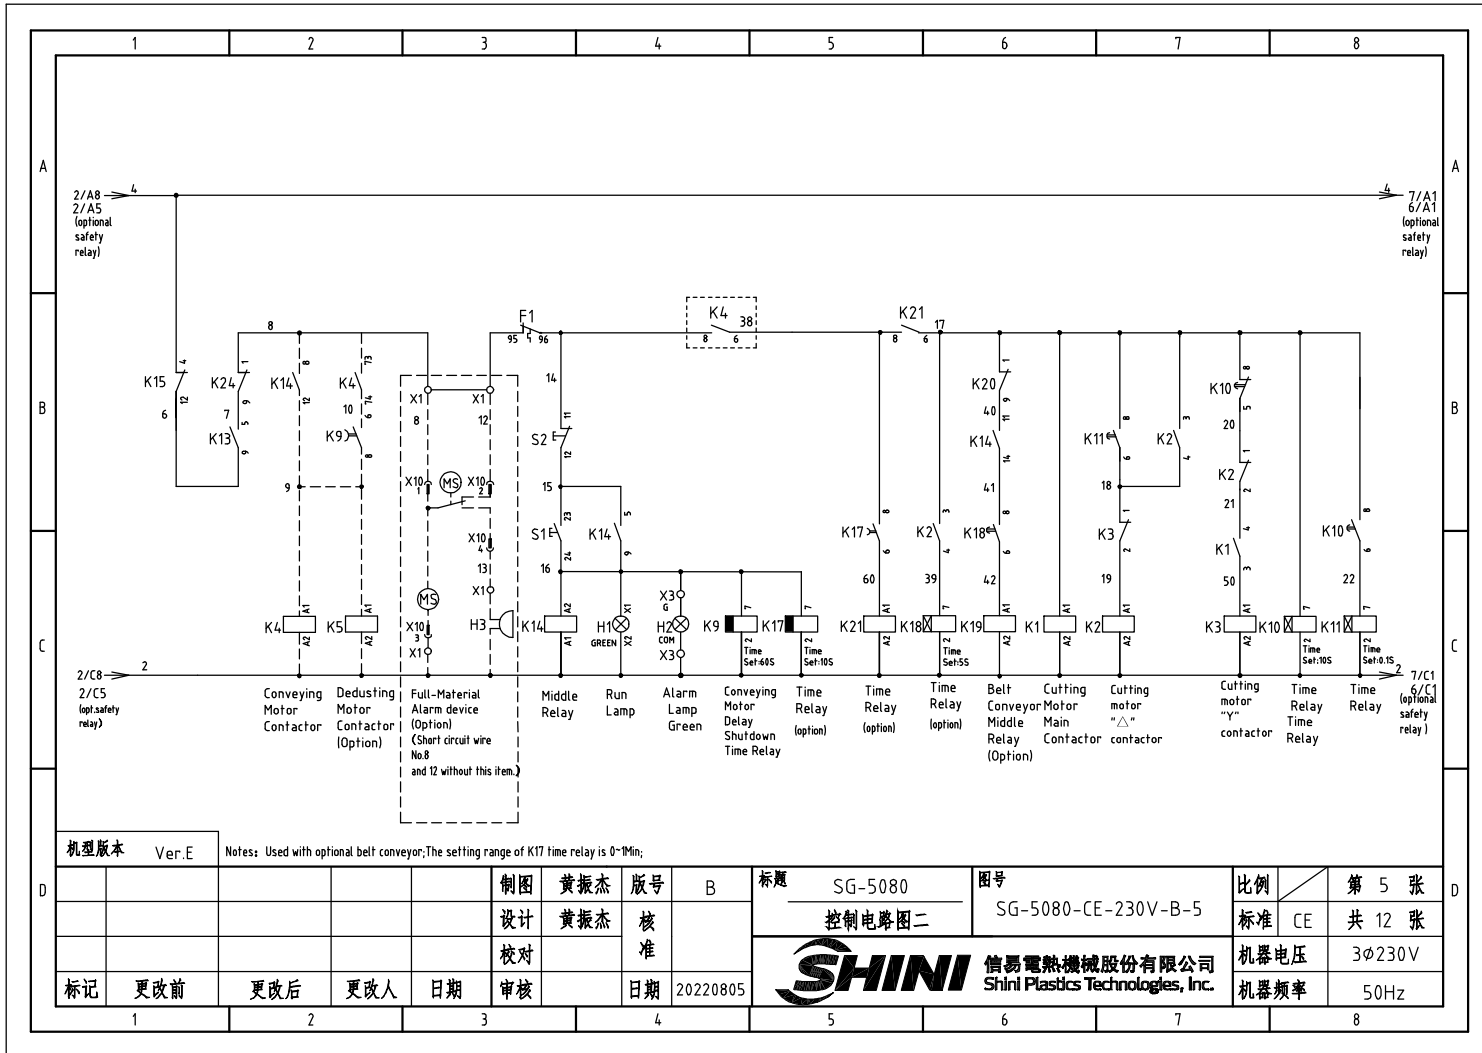 1 2 3 4 5 6 7 8
A A
2/A8 4 4 7/A1
2/A5 6/A1
(optional (optional
safety safety
relay) relay)
F1 K4 38 K21 17
8 95 4 96 8 6 8 6
K15 4 12 6
K24 1 9 7
K13 5 9
K14 8 12
K4 73 74 10
K9 6 8
9
X1 X1
8 12
X10 1 MS X10 2
X10 4
13
X1
MS
X10 3
X1
H3
14
S2 11 12
15
S1 23 24
K14 5 9
16
K17 8 6
60
K2 3 4
39
K20 1 9
40
K14 11 14
41
K18 8 6
42
K11 8 6
K2 3 4
18
K3 1 2
19
K10 8 5
20
K2 1 2
21
K1 4 3
50
K10 8 6
22
B B
C C
K4 A1 A2
K5 A1 A2
K14 A2 A1
H1 X1 X2
GREEN
X3 G
H2
COM
X3
K9 7 2
Time
Set:60S
K17 7 2
Time
Set:10S
K21 A1 A2
K18 7 2
Time
Set:5S
K19 A1 A2
K1 A1 A2
K2 A1 A2
K3 A1 A2
K10 7 2
Time
Set:10S
K11 7 2
Time
Set:0.1S
2/C8 2 2 7/C1
2/C5 6/C1
(opt.safety
relay)
(optional
safety
relay )
Conveying
Motor
Contactor
Dedusting
Motor
Contactor
(Option)
Full-Material
Alarm device
(Option)
(Short circuit wire
No.8
and 12 without this item.)
Middle
Relay
Run
Lamp
Alarm
Lamp
Green
Conveying
Motor
Delay
Shutdown
Time Relay
Time
Relay
(option)
Time
Relay
(option)
Time
Relay
(option)
Belt
Conveyor
Middle
Relay
(Option)
Cutting
Motor
Main
Contactor
Cutting
motor
"△"
contactor
Cutting
motor
"Y"
contactor
Time
Relay
Time
Relay
Time
Relay
机型版本 Ver.E Notes: Used with optional belt conveyor;The setting range of K17 time relay is 0~1Min;
D D
制图 黄振杰 版号 B 标题 SG-5080 图号 比例 第 5 张
设计 黄振杰 核准 控制电路图二 SG-5080-CE-230V-B-5 标准 CE 共 12 张
校对 SHINI 信易電熱機械股份有限公司 机器电压 3Φ230V
标记 更改前 更改后 更改人 日期 审核 日期 20220805 Shini Plastics Technologies, Inc. 机器频率 50Hz
1 2 3 4 5 6 7 8